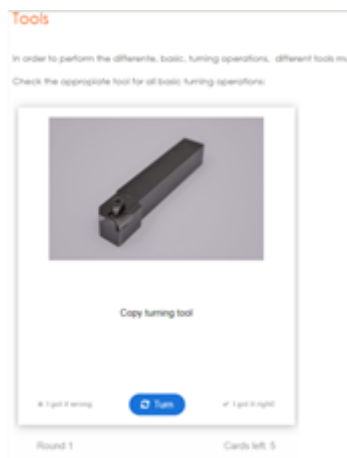 Tools
In order to perform the differente, basic, turning operations, different tools mu
Check the appropiate tool for all basic turning operations:
Copy turning tool
✕ I got it wrong
Turn
✓ I got it right!
Round 1
Cards left: 5